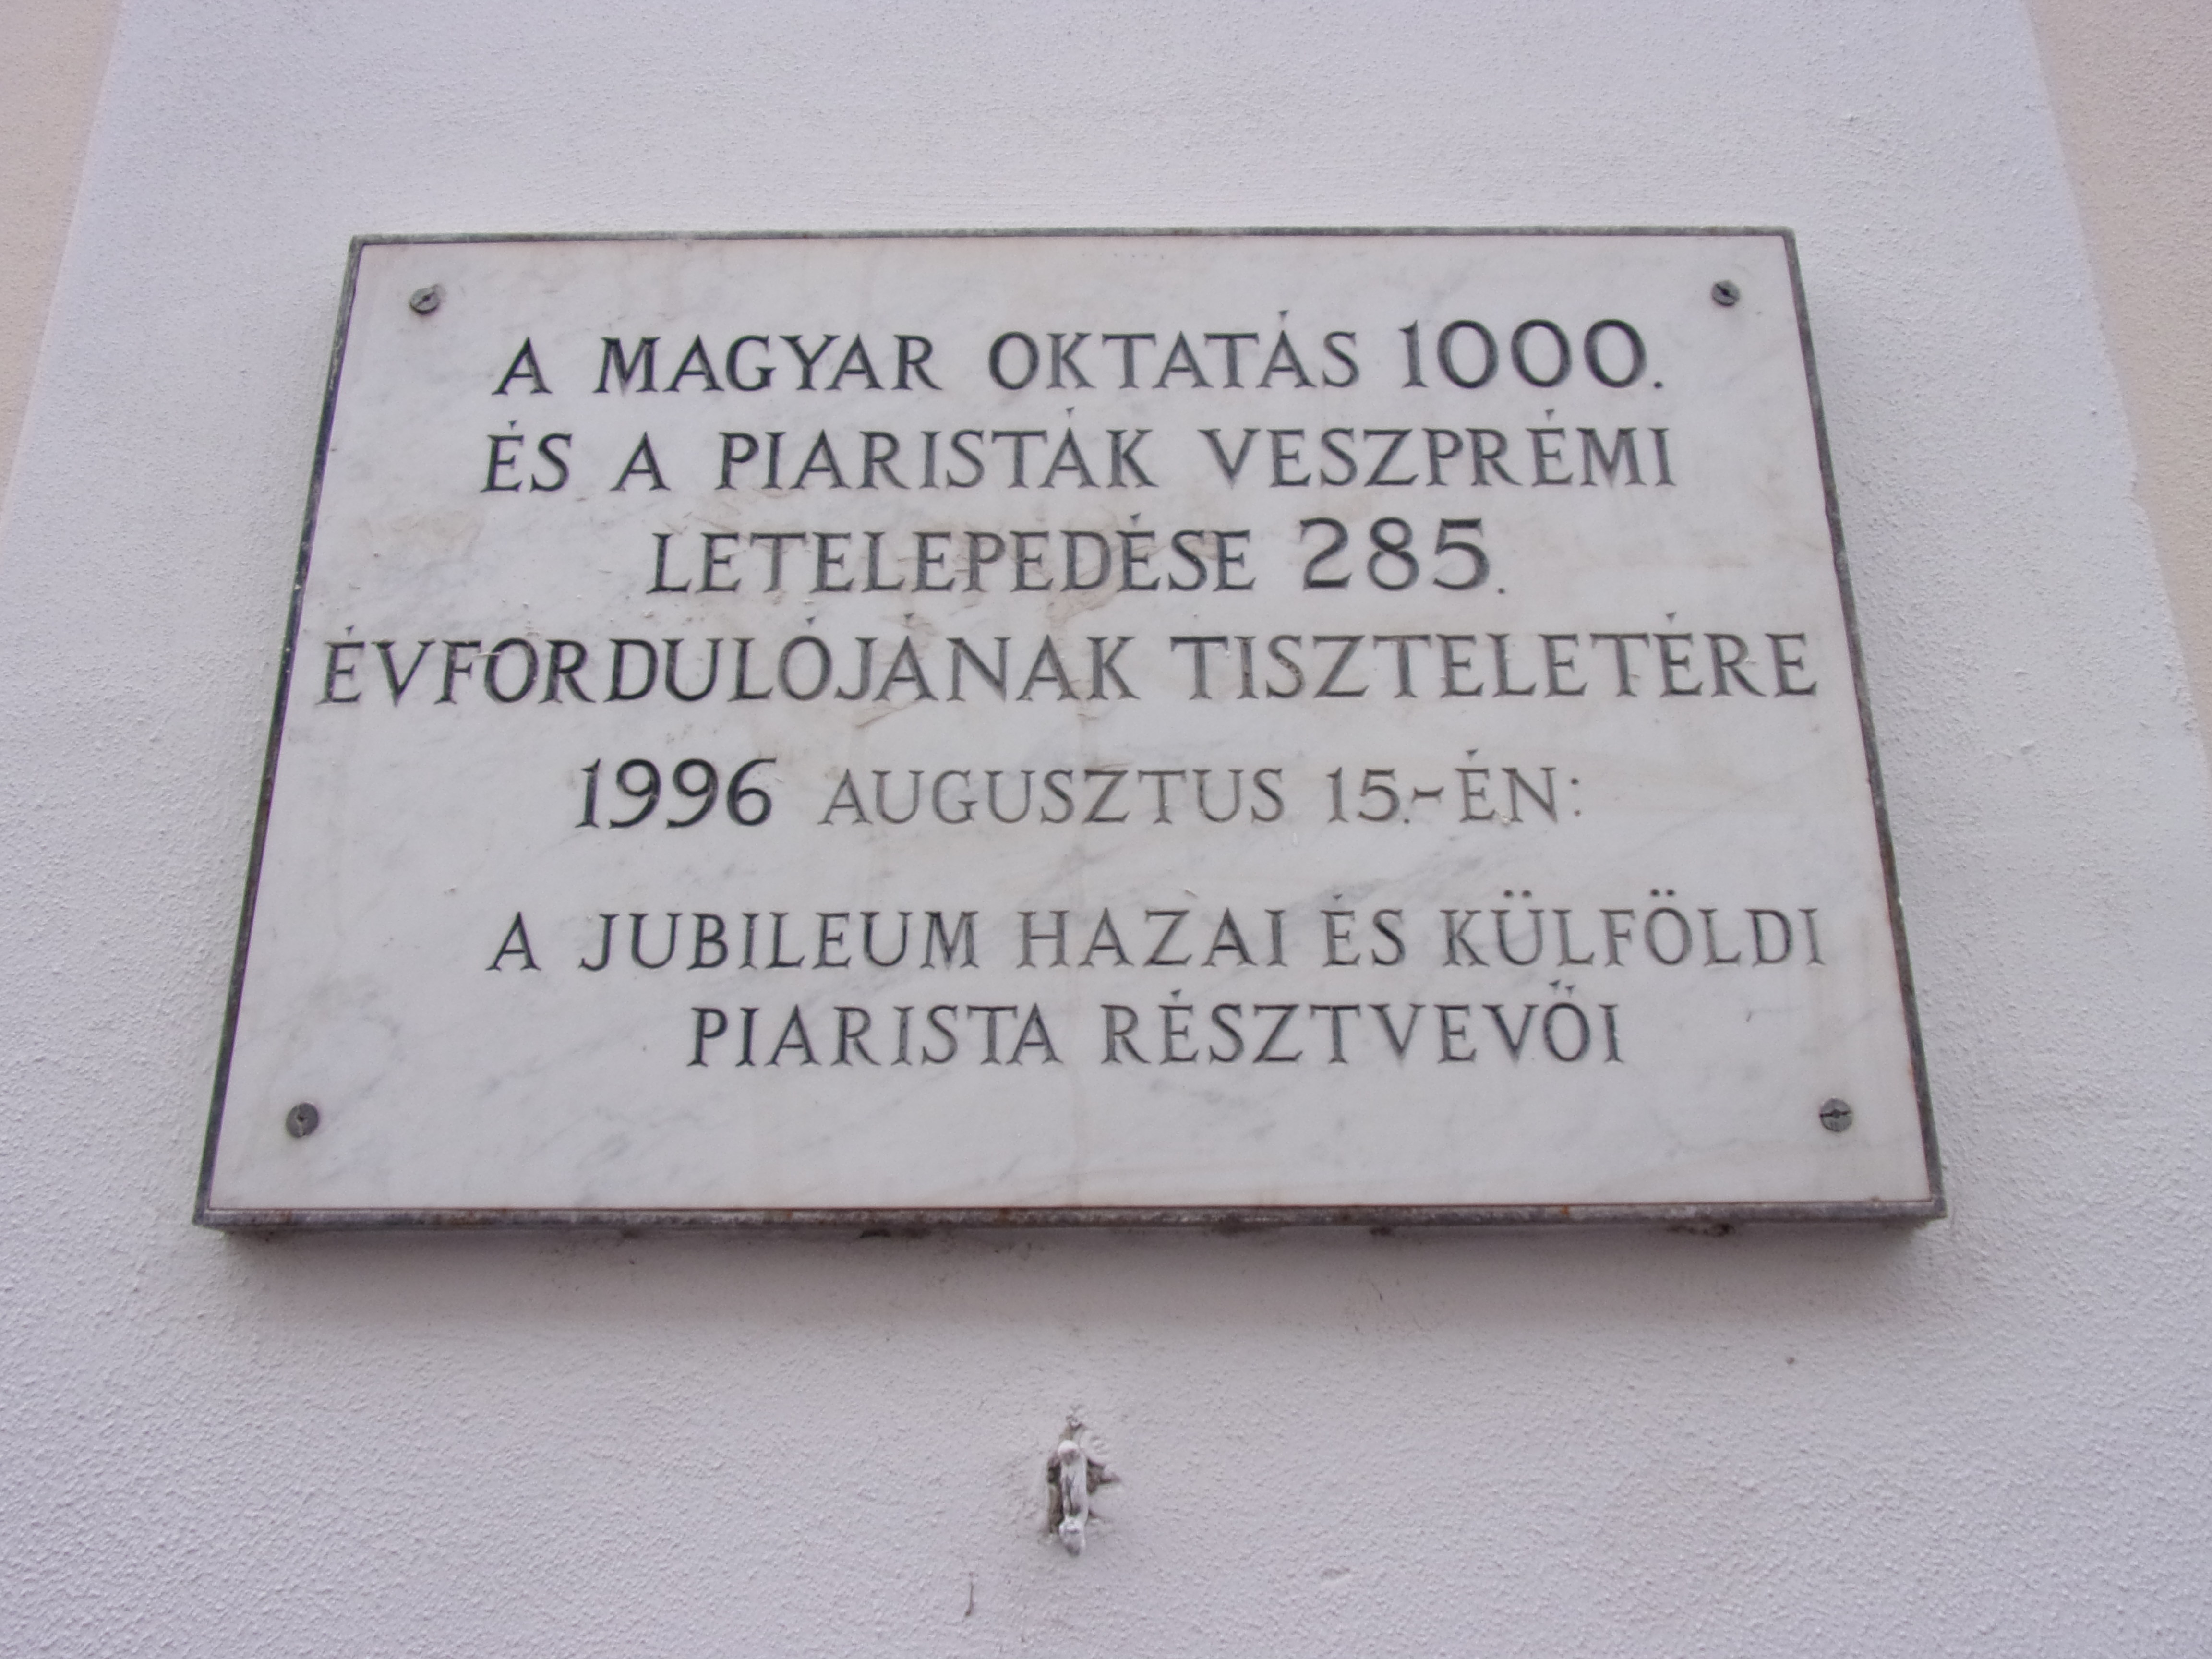 A MAGYAR OKTATÁS 1000.
ÉS A PIARISTÁK VESZPRÉMI
LETELEPEDÉSE 285.
ÉVFORDULÓJÁNAK TISZTELETÉRE
1996 AUGUSZTUS 15.-ÉN:
A JUBILEUM HAZAI ÉS KÜLFÖLDI
PIARISTA RÉSZTVEVŐI